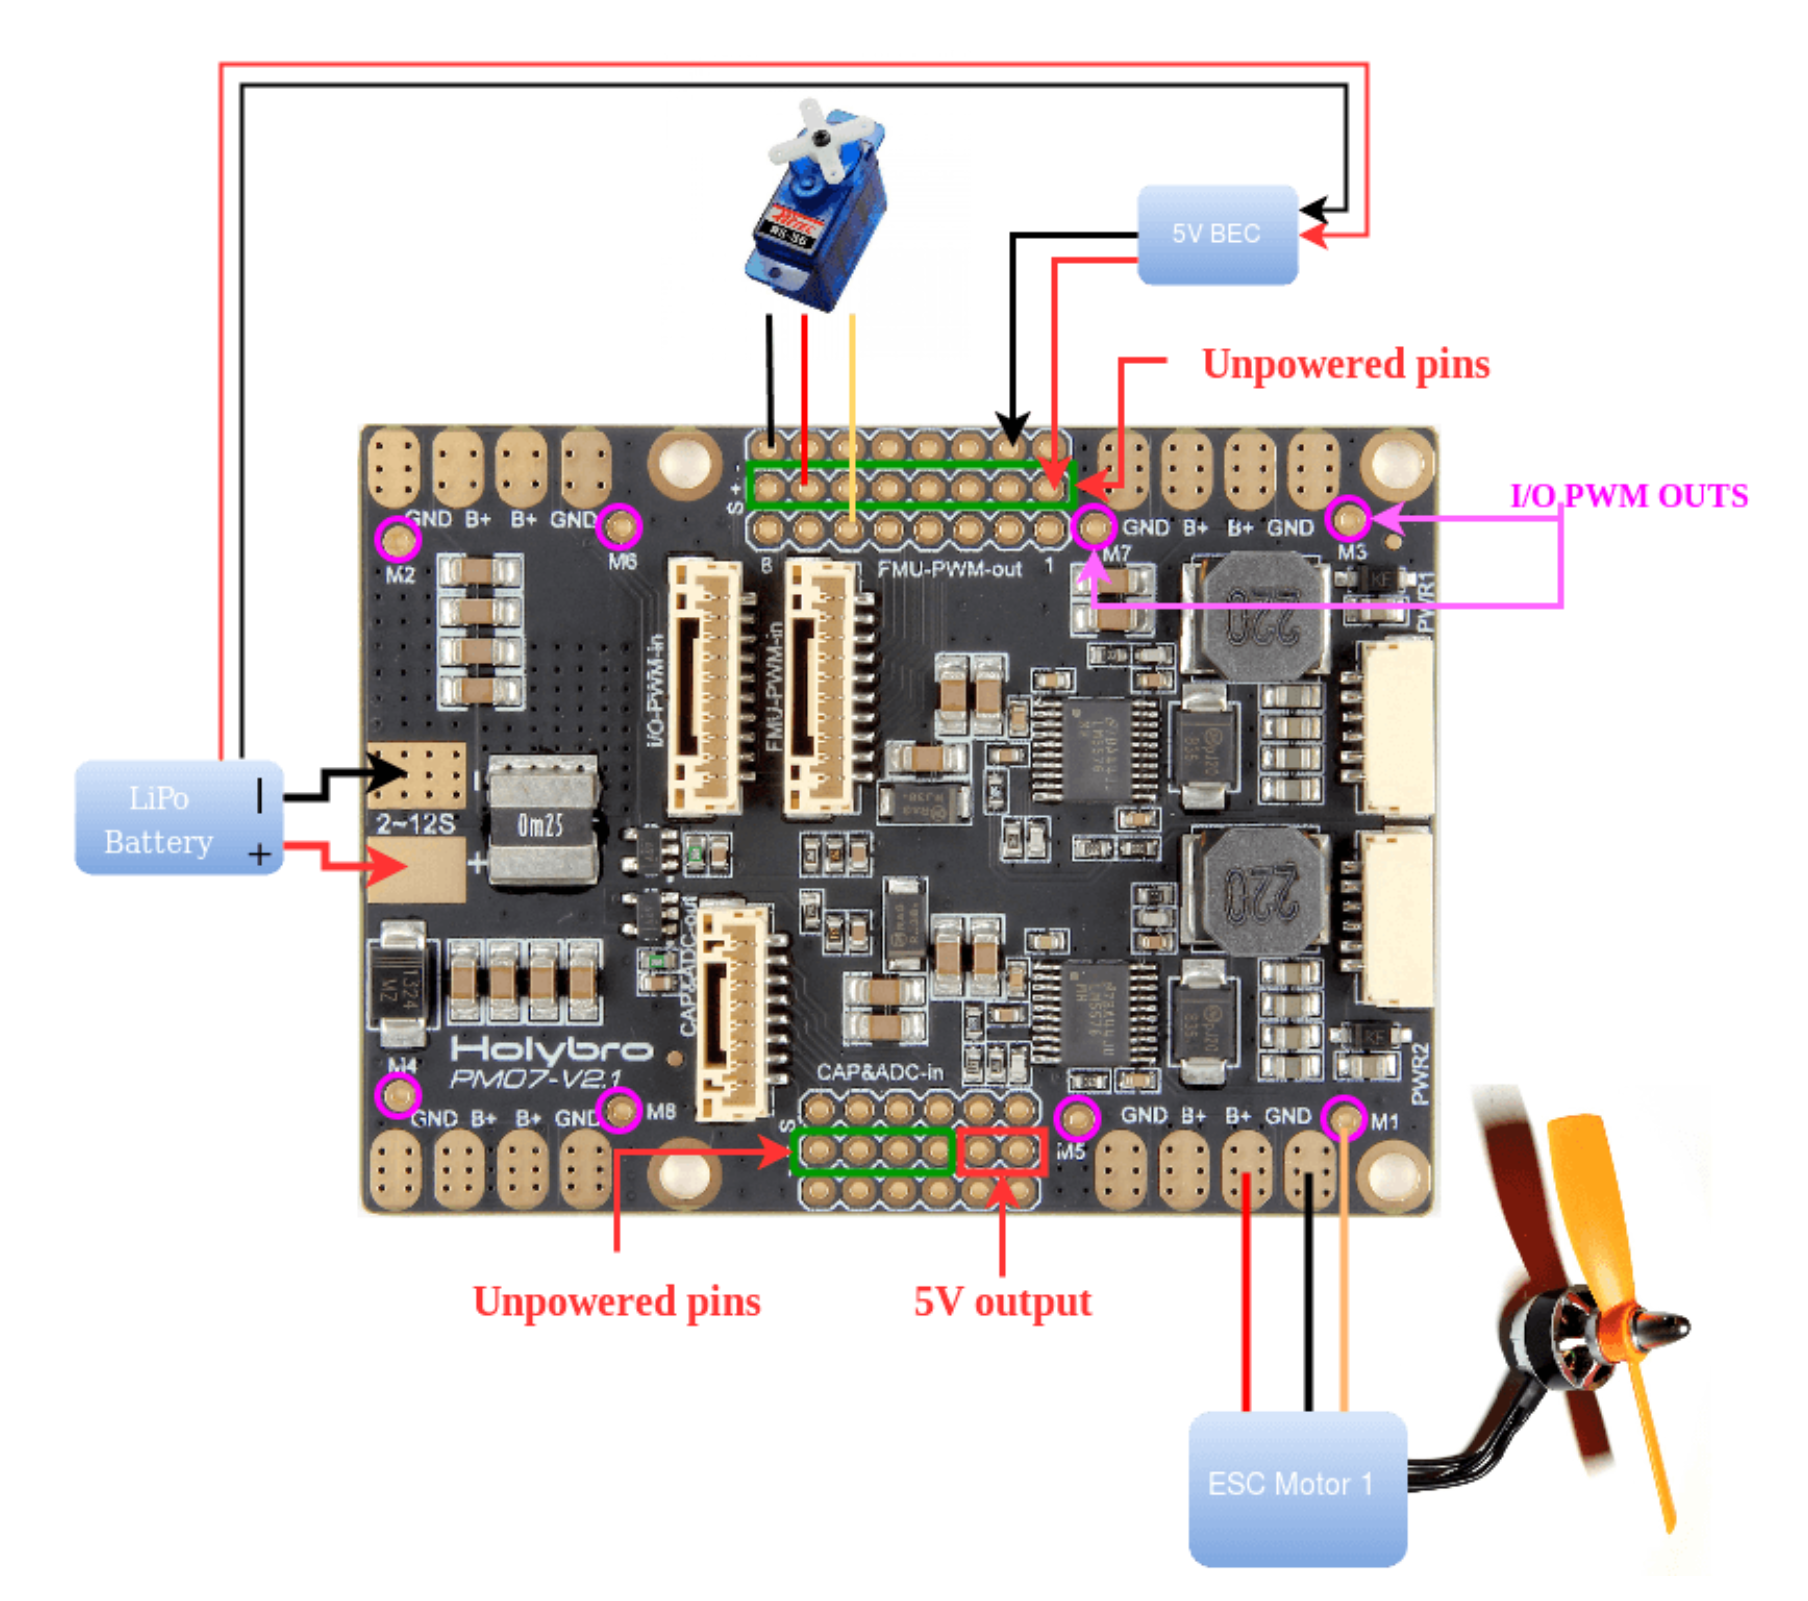 5V BEC
Unpowered pins
I/O PWM OUTS
GND B+ B+ GND
S + -
GND B+ B+ GND
M2
M6
8 FMU-PWM-out 1
M7
M3
PWR1
I/O-PWM-in
FMU-PWM-in
220
LiPo
Battery
-
+
2~12S
-
+
0m25
220
CAP&ADC-out
1324
MZ
Holybro
PM07-V2.1
CAP&ADC-in
PWR2
M4
GND B+ B+ GND
M8
S
M5
GND B+ B+ GND
M1
Unpowered pins
5V output
ESC Motor 1